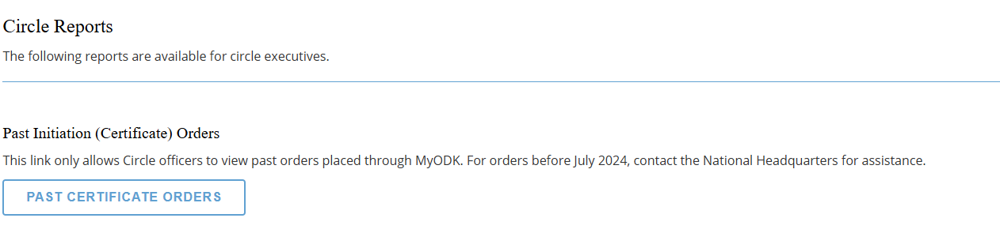 Circle Reports
The following reports are available for circle executives.
Past Initiation (Certificate) Orders
This link only allows Circle officers to view past orders placed through MyODK. For orders before July 2024, contact the National Headquarters for assistance.
PAST CERTIFICATE ORDERS